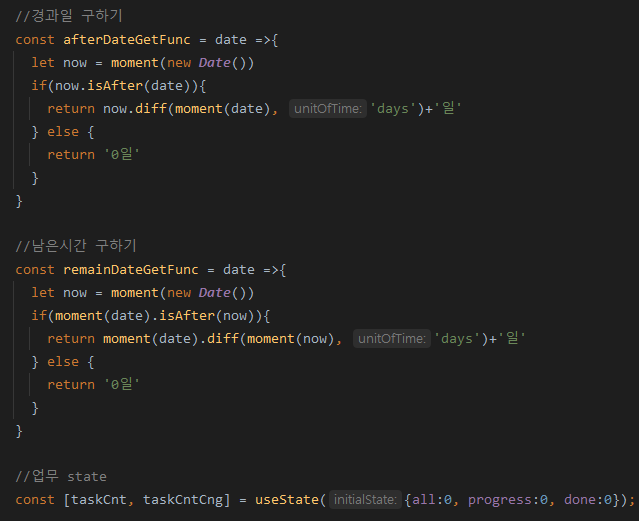 //경과일 구하기
const afterDateGetFunc = date =>{
let now = moment(new Date())
if(now.isAfter(date)){
return now.diff(moment(date), unitOfTime: 'days')+'일'
} else {
return '0일'
}
}
//남은시간 구하기
const remainDateGetFunc = date =>{
let now = moment(new Date())
if(moment(date).isAfter(now)){
return moment(date).diff(moment(now), unitOfTime: 'days')+'일'
} else {
return '0일'
}
}
//업무 state
const [taskCnt, taskCntCng] = useState( initialState: {all:0, progress:0, done:0});